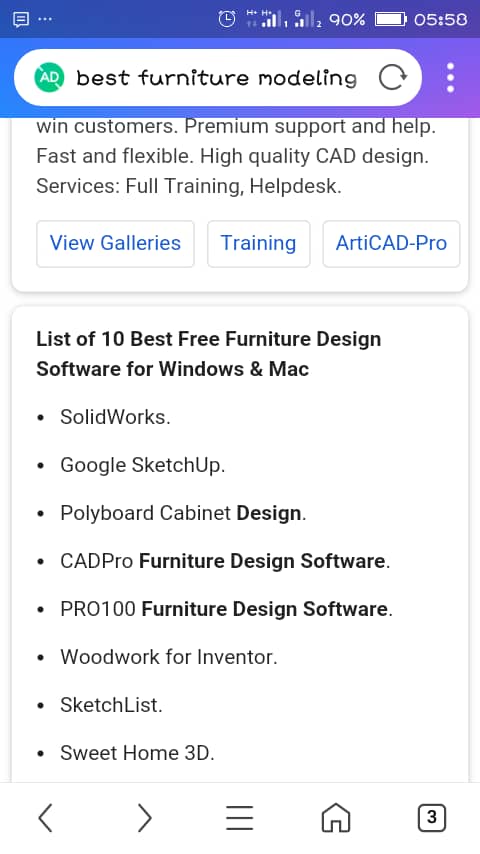 H+ H+ 1 G 2 90% 05:58
AD best furniture modeling
win customers. Premium support and help.
Fast and flexible. High quality CAD design.
Services: Full Training, Helpdesk.
View Galleries Training ArtiCAD-Pro
List of 10 Best Free Furniture Design
Software for Windows & Mac
• SolidWorks.
• Google SketchUp.
• Polyboard Cabinet Design.
• CADPro Furniture Design Software.
• PRO100 Furniture Design Software.
• Woodwork for Inventor.
• SketchList.
• Sweet Home 3D.
3